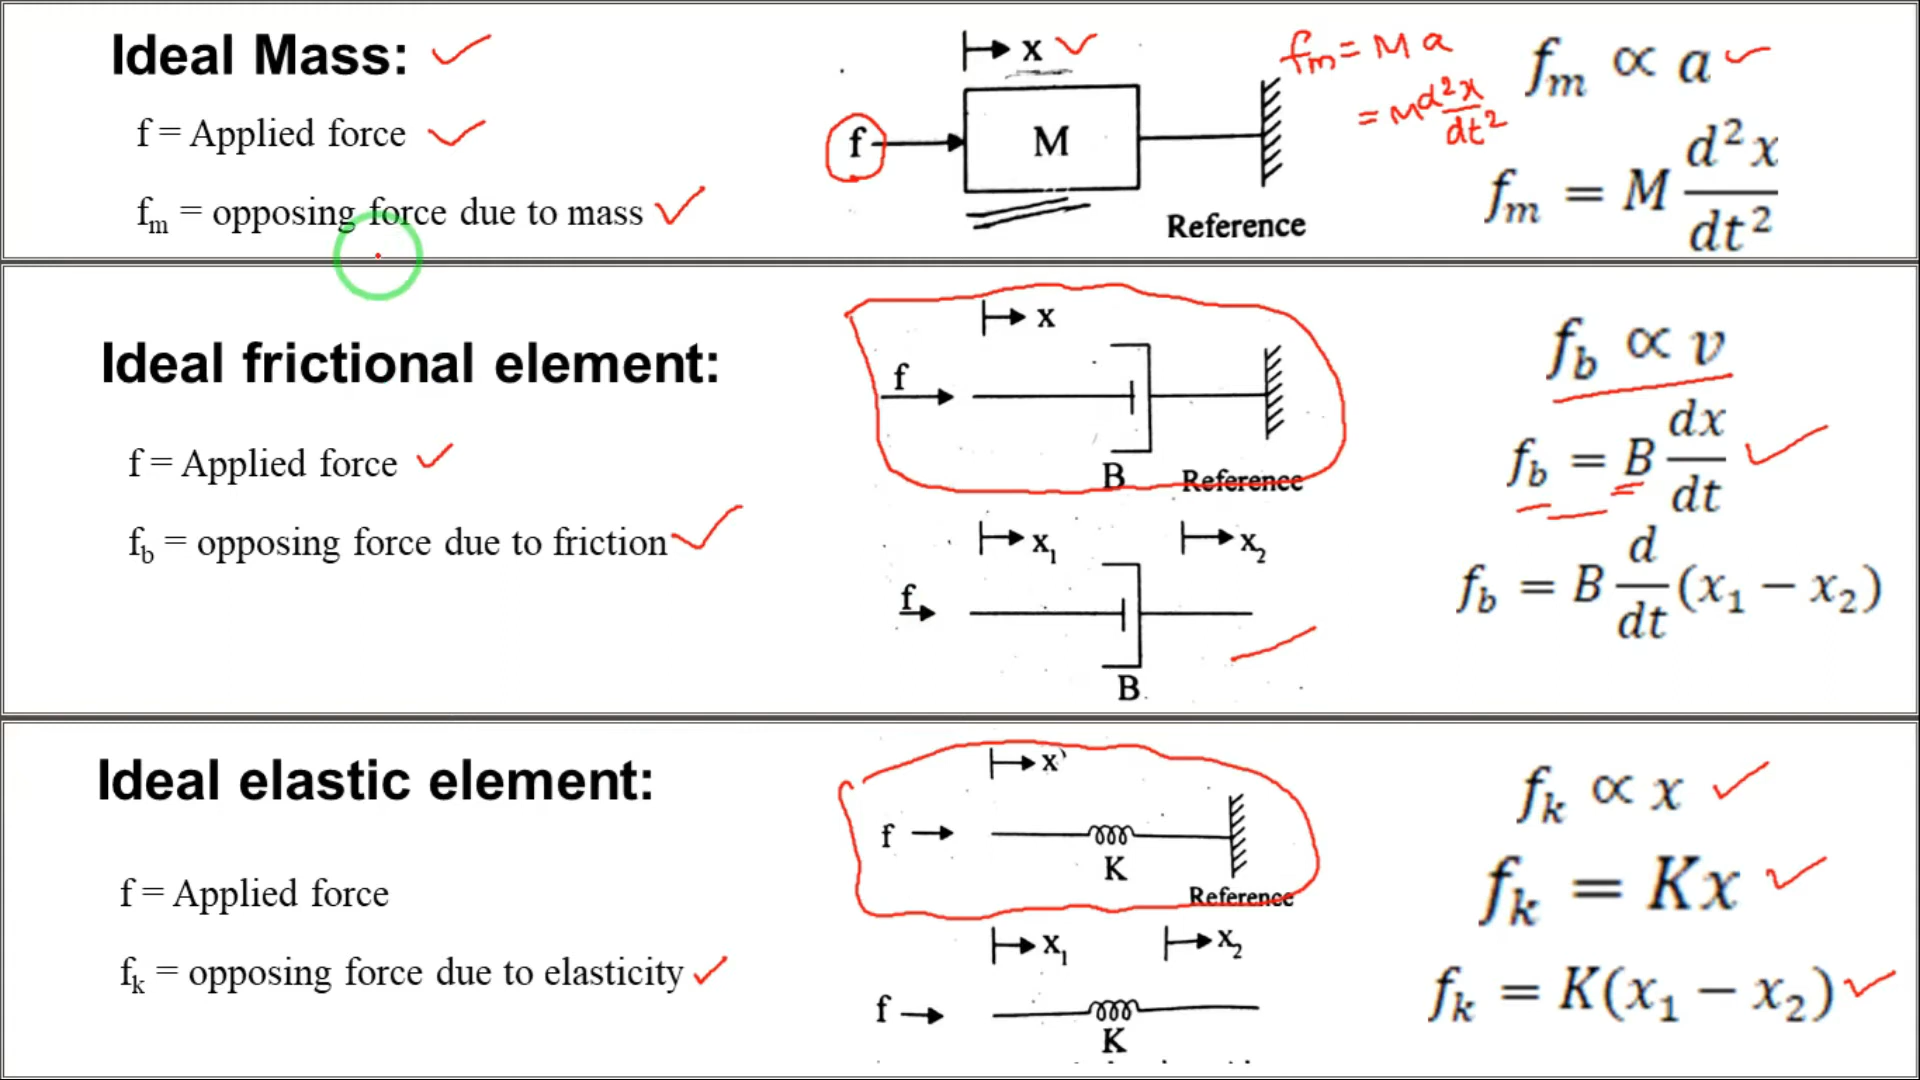 Ideal Mass:
f = Applied force
fm = opposing force due to mass
x
f
M
Reference
fm = M a
= M d²x/dt²
fm ∝ a
fm = M d²x/dt²
Ideal frictional element:
f = Applied force
fb = opposing force due to friction
x
f
B
Reference
x1
x2
f
B
fb ∝ v
fb = B dx/dt
fb = B d/dt (x1 − x2)
Ideal elastic element:
f = Applied force
fk = opposing force due to elasticity
x
f
K
Reference
x1
x2
f
K
fk ∝ x
fk = Kx
fk = K(x1 − x2)